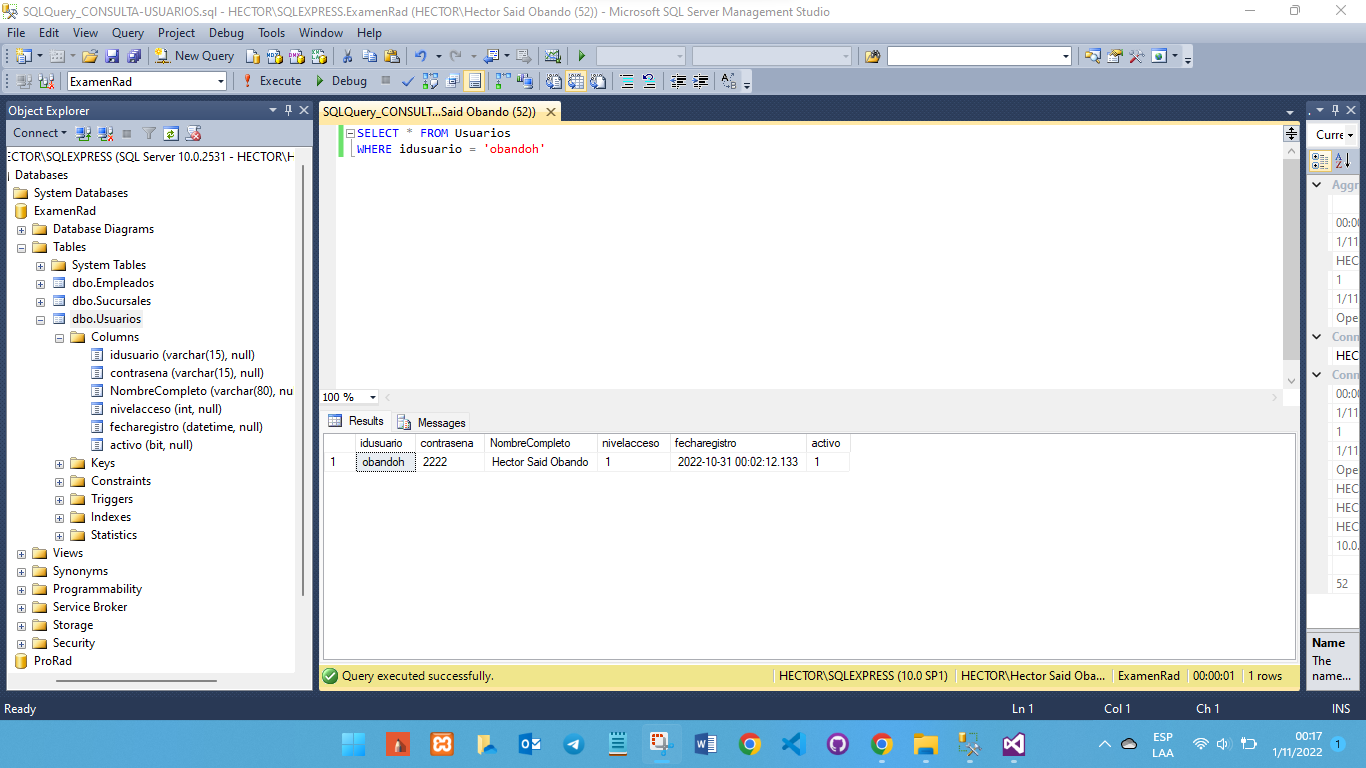 SQLQuery_CONSULTA-USUARIOS.sql - HECTOR\SQLEXPRESS.ExamenRad (HECTOR\Hector Said Obando (52)) - Microsoft SQL Server Management Studio
File Edit View Query Project Debug Tools Window Help
New Query
ExamenRad Execute Debug
Object Explorer
Connect
ECTOR\SQLEXPRESS (SQL Server 10.0.2531 - HECTOR\H
Databases
System Databases
ExamenRad
Database Diagrams
Tables
System Tables
dbo.Empleados
dbo.Sucursales
dbo.Usuarios
Columns
idusuario (varchar(15), null)
contrasena (varchar(15), null)
NombreCompleto (varchar(80), nu
nivelacceso (int, null)
fecharegistro (datetime, null)
activo (bit, null)
Keys
Constraints
Triggers
Indexes
Statistics
Views
Synonyms
Programmability
Service Broker
Storage
Security
ProRad
SQLQuery_CONSULT...Said Obando (52))
SELECT * FROM Usuarios
WHERE idusuario = 'obandoh'
100 %
Results Messages
idusuario contrasena NombreCompleto nivelacceso fecharegistro activo
1 obandoh 2222 Hector Said Obando 1 2022-10-31 00:02:12.133 1
Query executed successfully. HECTOR\SQLEXPRESS (10.0 SP1) HECTOR\Hector Said Oba... ExamenRad 00:00:01 1 rows
Curre
Aggr
00:00
1/11
HEC
1
1/11
Ope
Conn
HEC
Conn
00:00
1/11
1
1/11
Ope
HEC
HEC
HEC
10.0.
52
Name
The
name...
Ready Ln 1 Col 1 Ch 1 INS
ESP
LAA
00:17
1/11/2022
1